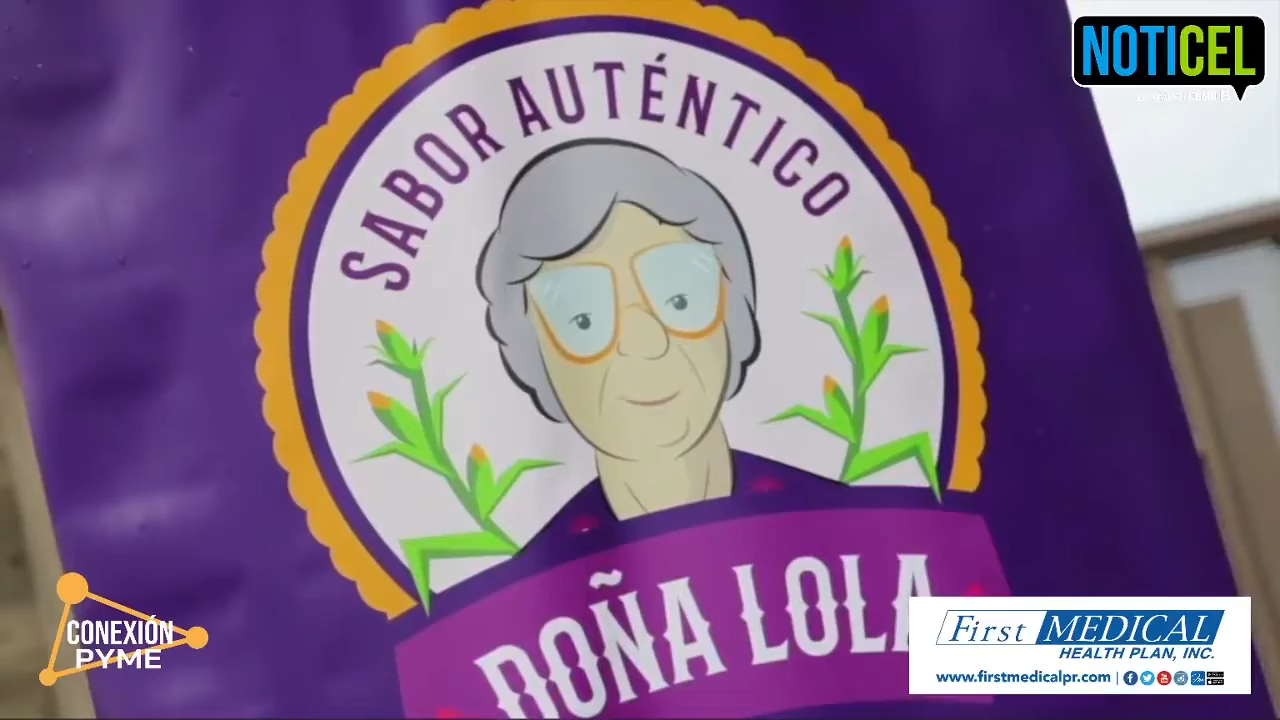 NOTICEL
SABOR AUTÉNTICO
DOÑA LOLA
CONEXIÓN
PYME
First MEDICAL
HEALTH PLAN, INC.
www.firstmedicalpr.com